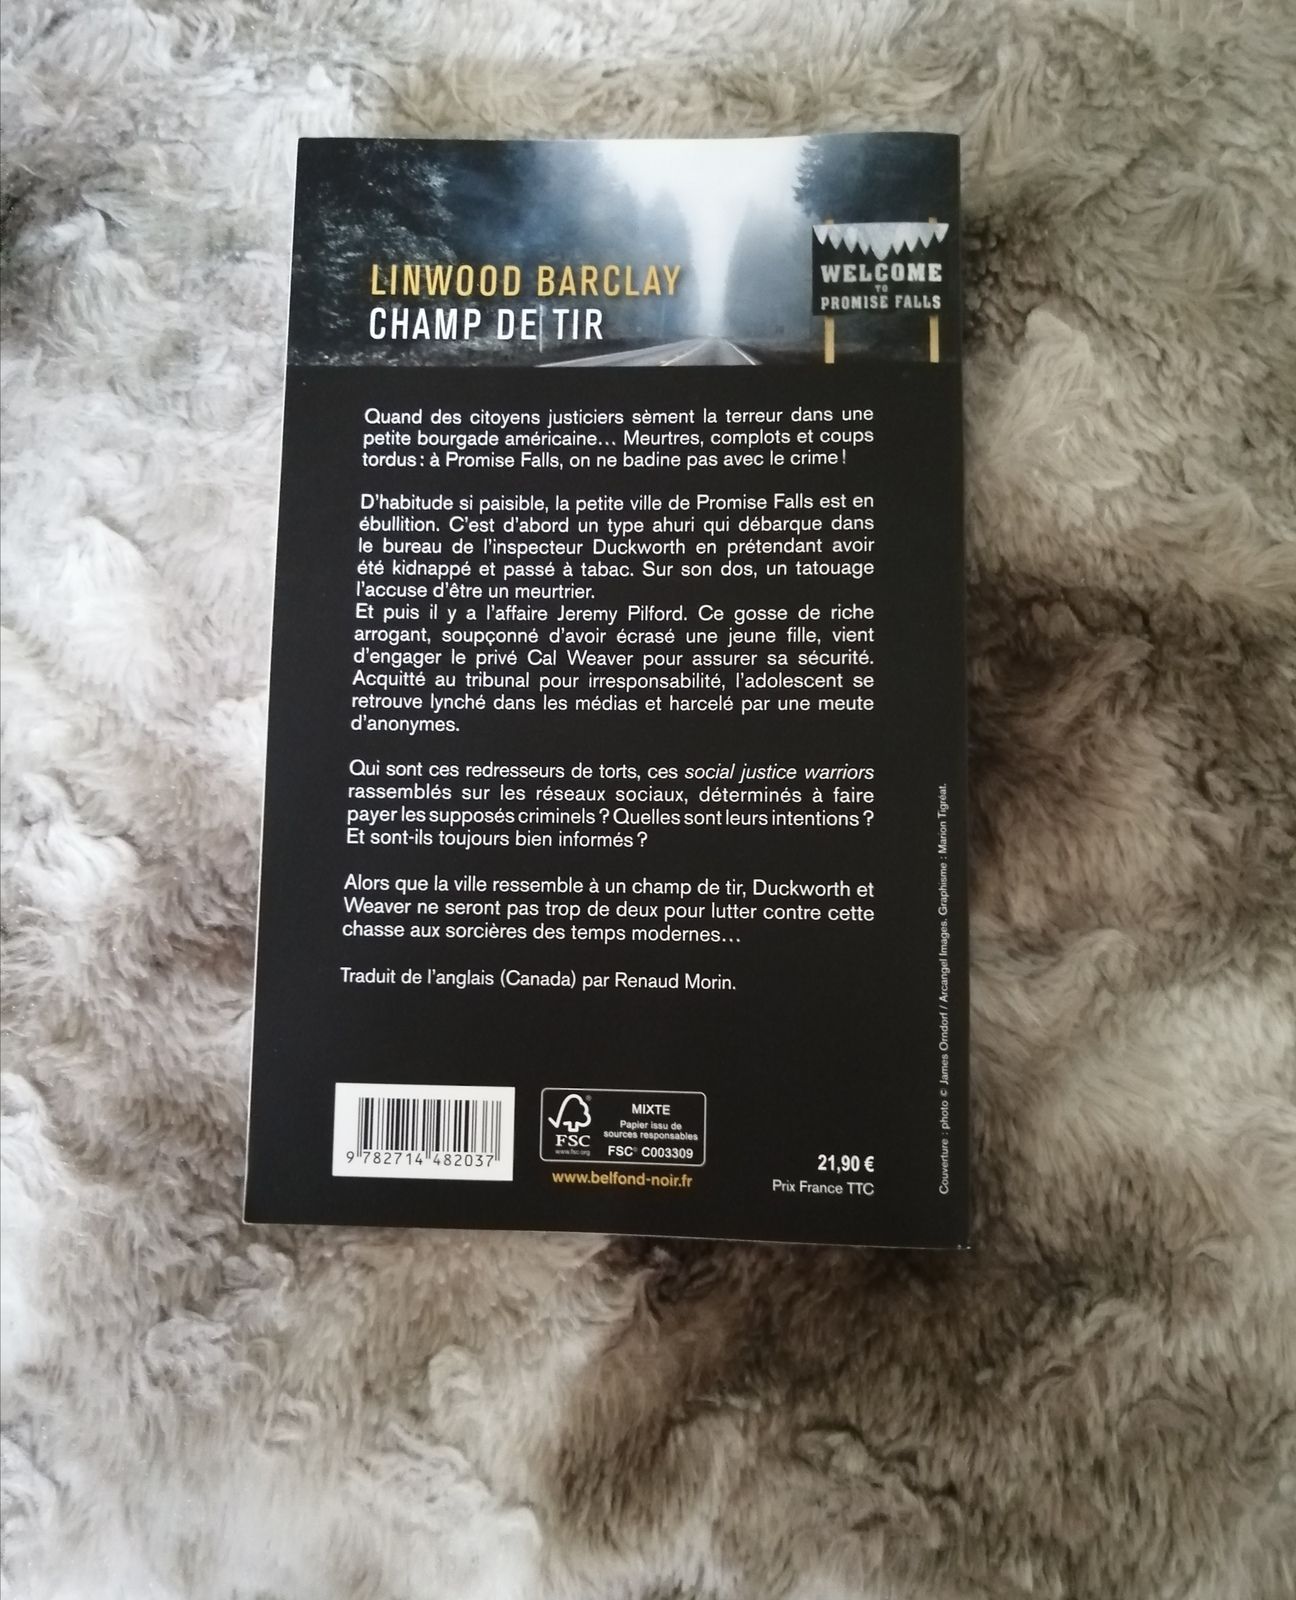 LINWOOD BARCLAY
CHAMP DE TIR
WELCOME
TO
PROMISE FALLS
Quand des citoyens justiciers sèment la terreur dans une
petite bourgade américaine... Meurtres, complots et coups
tordus : à Promise Falls, on ne badine pas avec le crime !
D'habitude si paisible, la petite ville de Promise Falls est en
ébullition. C'est d'abord un type ahuri qui débarque dans
le bureau de l'inspecteur Duckworth en prétendant avoir
été kidnappé et passé à tabac. Sur son dos, un tatouage
l'accuse d'être un meurtrier.
Et puis il y a l'affaire Jeremy Pilford. Ce gosse de riche
arrogant, soupçonné d'avoir écrasé une jeune fille, vient
d'engager le privé Cal Weaver pour assurer sa sécurité.
Acquitté au tribunal pour irresponsabilité, l'adolescent se
retrouve lynché dans les médias et harcelé par une meute
d'anonymes.
Qui sont ces redresseurs de torts, ces social justice warriors
rassemblés sur les réseaux sociaux, déterminés à faire
payer les supposés criminels ? Quelles sont leurs intentions ?
Et sont-ils toujours bien informés ?
Alors que la ville ressemble à un champ de tir, Duckworth et
Weaver ne seront pas trop de deux pour lutter contre cette
chasse aux sorcières des temps modernes...
Traduit de l'anglais (Canada) par Renaud Morin.
9 782714 482037
FSC
www.fsc.org
MIXTE
Papier issu de
sources responsables
FSC® C003309
www.belfond-noir.fr
21,90 €
Prix France TTC
Couverture : photo © James Orndorf / Arcangel Images. Graphisme : Marion Tigréat.